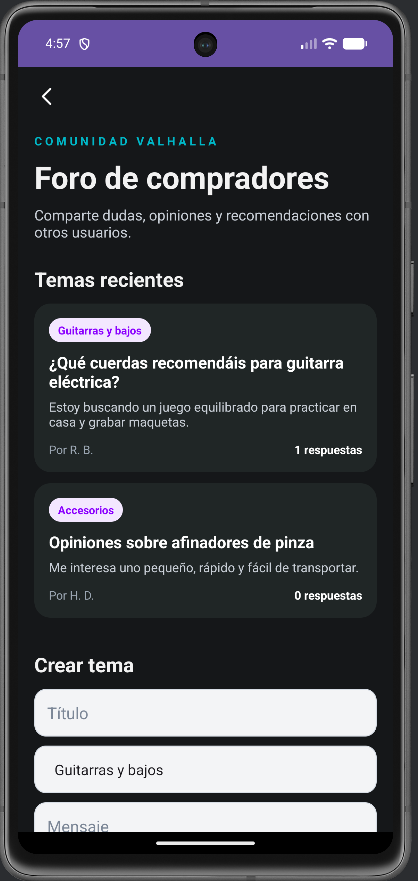 4:57
COMUNIDAD VALHALLA
Foro de compradores
Comparte dudas, opiniones y recomendaciones con
otros usuarios.
Temas recientes
Guitarras y bajos
¿Qué cuerdas recomendáis para guitarra
eléctrica?
Estoy buscando un juego equilibrado para practicar en
casa y grabar maquetas.
Por R. B. 1 respuestas
Accesorios
Opiniones sobre afinadores de pinza
Me interesa uno pequeño, rápido y fácil de transportar.
Por H. D. 0 respuestas
Crear tema
Título
Guitarras y bajos
Mensaje